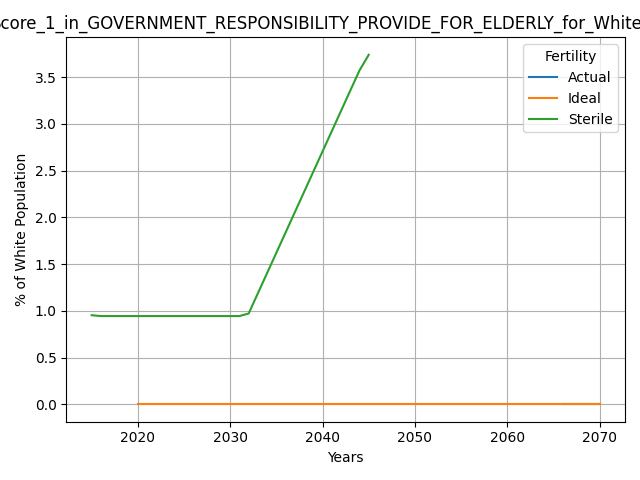 core_1_in_GOVERNMENT_RESPONSIBILITY_PROVIDE_FOR_ELDERLY_for_White
Fertility
Actual
Ideal
Sterile
% of White Population
3.5
3.0
2.5
2.0
1.5
1.0
0.5
0.0
2020 2030 2040 2050 2060 2070
Years